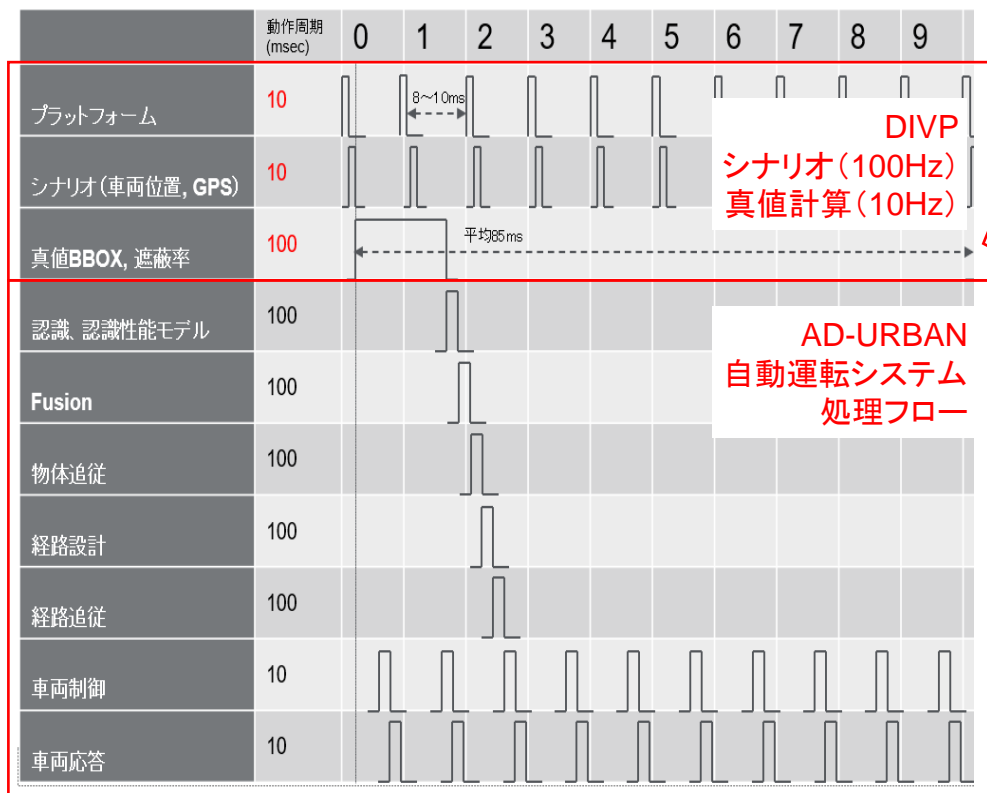 動作周期
(msec)
0 1 2 3 4 5 6 7 8 9
プラットフォーム
10
8～10ms
シナリオ(車両位置, GPS)
10
真値BBOX, 遮蔽率
100
平均85ms
DIVP
シナリオ(100Hz)
真値計算(10Hz)
認識、認識性能モデル
100
Fusion
100
物体追従
100
経路設計
100
経路追従
100
車両制御
10
車両応答
10
AD-URBAN
自動運転システム
処理フロー